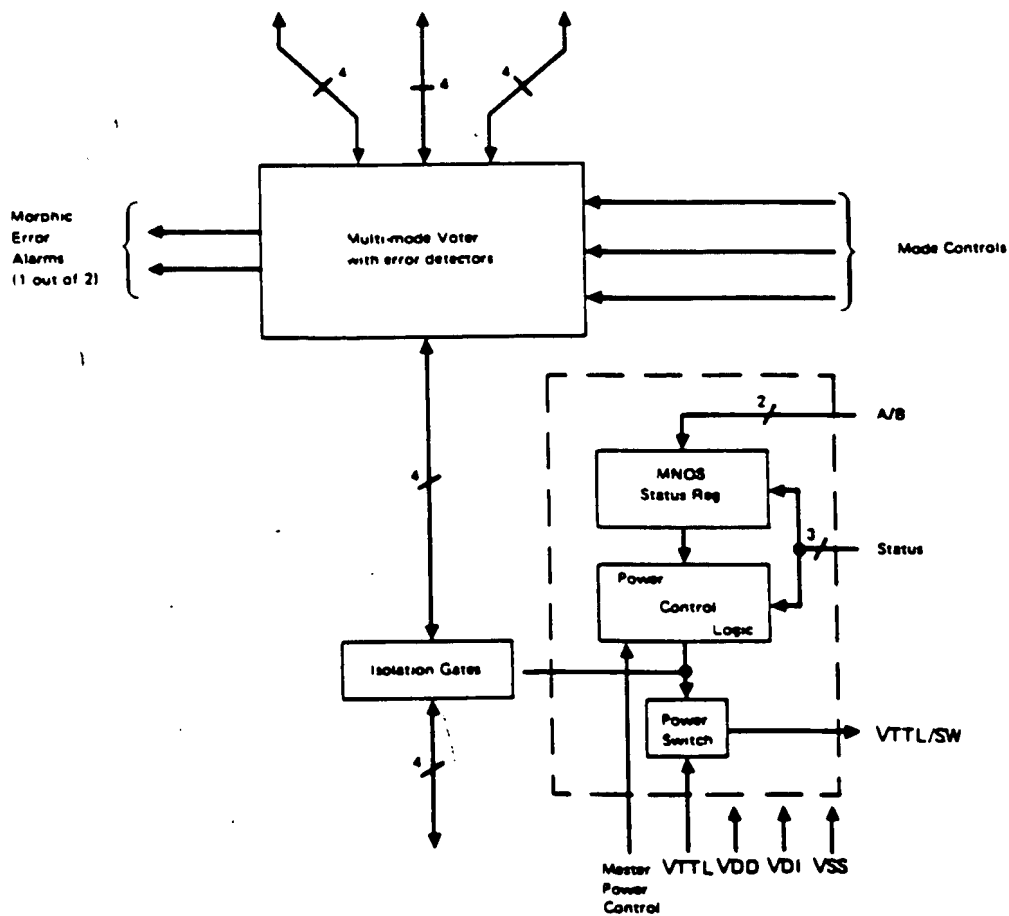 4
4
4
Morphic
Error
Alarms
(1 out of 2)
Multi-mode Voter
with error detectors
Mode Controls
2
A/B
MNOS
Status Reg
4
3
Status
Power
Control
Logic
Isolation Gates
Power
Switch
VTTL/SW
4
Master
Power
Control
VTTL
VDD
VDI
VSS